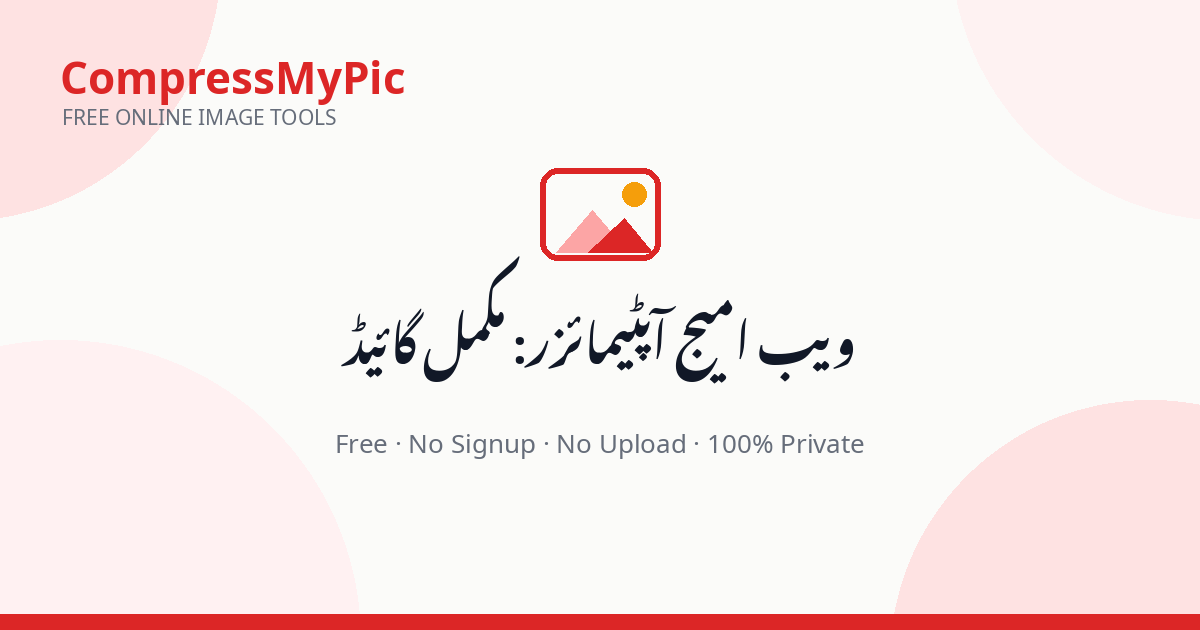 CompressMyPic
FREE ONLINE IMAGE TOOLS
ویب امیج آپٹیمائزر: مکمل گائیڈ
Free · No Signup · No Upload · 100% Private